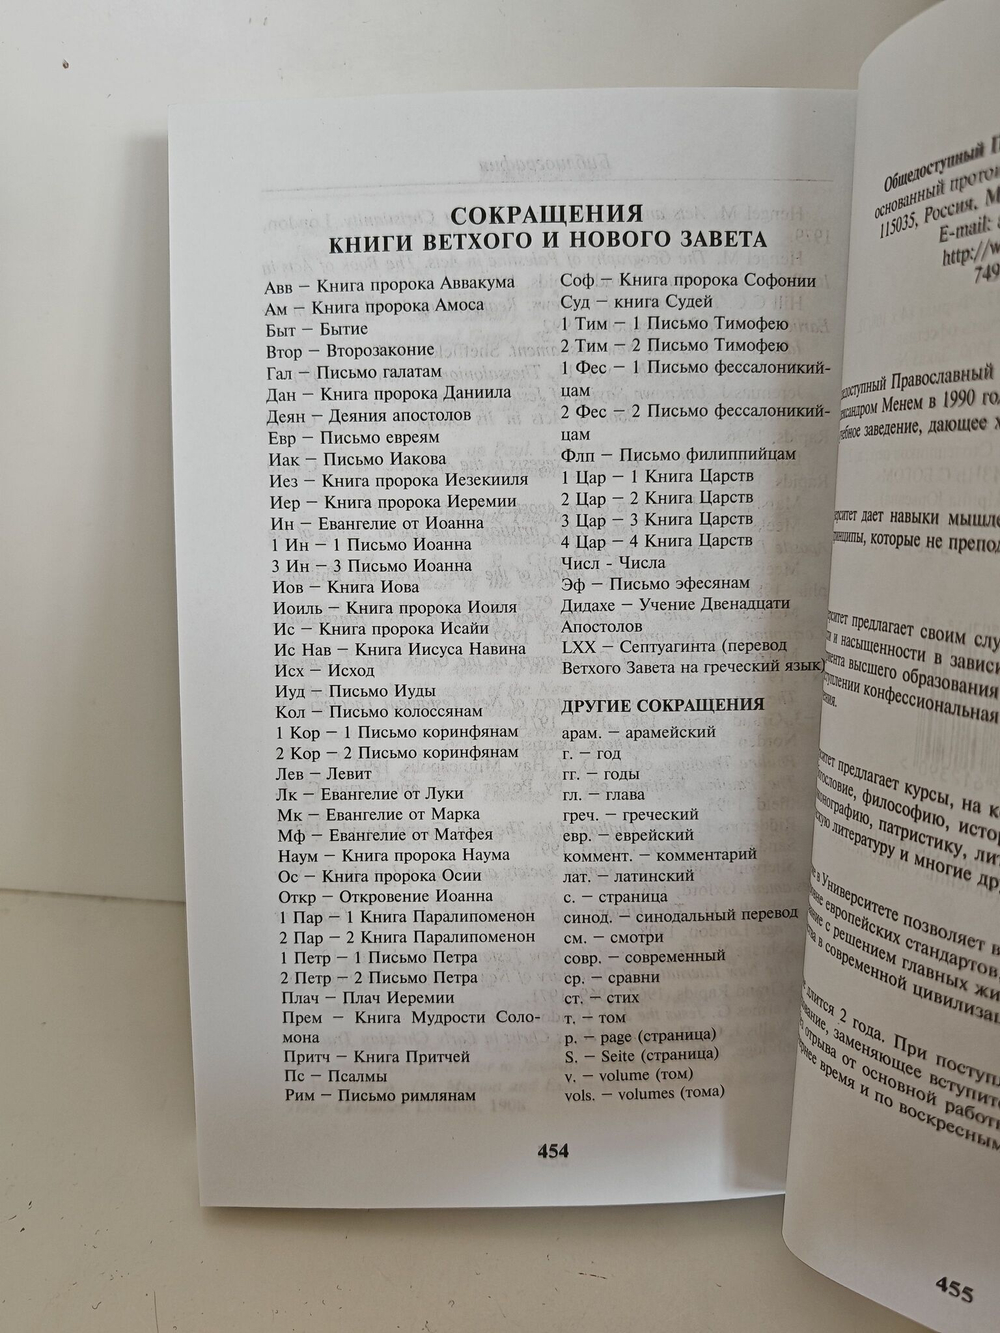 СОКРАЩЕНИЯ
КНИГИ ВЕТХОГО И НОВОГО ЗАВЕТА
Авв – Книга пророка Аввакума
Ам – Книга пророка Амоса
Быт – Бытие
Втор – Второзаконие
Гал – Письмо галатам
Дан – Книга пророка Даниила
Деян – Деяния апостолов
Евр – Письмо евреям
Иак – Письмо Иакова
Иез – Книга пророка Иезекииля
Иер – Книга пророка Иеремии
Ин – Евангелие от Иоанна
1 Ин – 1 Письмо Иоанна
3 Ин – 3 Письмо Иоанна
Иов – Книга Иова
Иоиль – Книга пророка Иоиля
Ис – Книга пророка Исайи
Ис Нав – Книга Иисуса Навина
Исх – Исход
Иуд – Письмо Иуды
Кол – Письмо колоссянам
1 Кор – 1 Письмо коринфянам
2 Кор – 2 Письмо коринфянам
Лев – Левит
Лк – Евангелие от Луки
Мк – Евангелие от Марка
Мф – Евангелие от Матфея
Наум – Книга пророка Наума
Ос – Книга пророка Осии
Откр – Откровение Иоанна
1 Пар – 1 Книга Паралипоменон
2 Пар – 2 Книга Паралипоменон
1 Петр – 1 Письмо Петра
2 Петр – 2 Письмо Петра
Плач – Плач Иеремии
Прем – Книга Мудрости Соло-
мона
Притч – Книга Притчей
Пс – Псалмы
Рим – Письмо римлянам
Соф – Книга пророка Софонии
Суд – книга Судей
1 Тим – 1 Письмо Тимофею
2 Тим – 2 Письмо Тимофею
1 Фес – 1 Письмо фессалоникий-
цам
2 Фес – 2 Письмо фессалоникий-
цам
Флп – Письмо филиппийцам
1 Цар – 1 Книга Царств
2 Цар – 2 Книга Царств
3 Цар – 3 Книга Царств
4 Цар – 4 Книга Царств
Числ - Числа
Эф – Письмо эфесянам
Дидахе – Учение Двенадцати
Апостолов
LXX – Септуагинта (перевод
Ветхого Завета на греческий язык)
ДРУГИЕ СОКРАЩЕНИЯ
арам. – арамейский
г. – год
гг. – годы
гл. – глава
греч. – греческий
евр. – еврейский
коммент. – комментарий
лат. – латинский
с. – страница
синод. – синодальный перевод
см. – смотри
совр. – современный
ср. – сравни
ст. – стих
т. – том
p. – page (страница)
S. – Seite (страница)
v. – volume (том)
vols. – volumes (тома)
454
Общедоступный
основанный
115035, Россия,
E-mail:
http://
749
Православный
Менем в 1990
заведение, дающее
дает навыки
которые не
предлагает своим
и насыщенности в
высшего образования
конфессиональная
предлагает курсы, на
философию,
патристику,
литературу и многие
в Университете позволяет
европейских стандартов,
с решением главных
в современной
длится 2 года. При
заменяющее
отрыва от основной
время и по
455